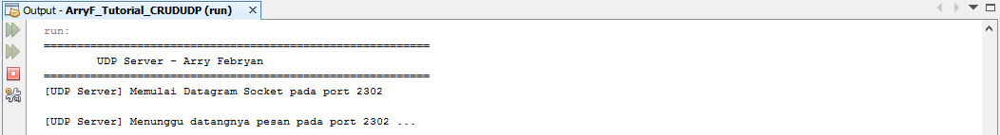 Output - ArryF_Tutorial_CRUDUDP (run)
run:
==========================================================
UDP Server - Arry Febryan
==========================================================
[UDP Server] Memulai Datagram Socket pada port 2302
[UDP Server] Menunggu datangnya pesan pada port 2302 ...